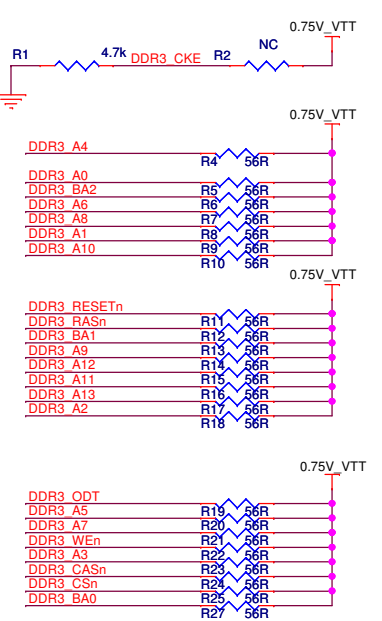 0.75V_VTT
R1 4.7k DDR3_CKE R2 NC
0.75V_VTT
DDR3_A4
R4 56R
DDR3_A0
DDR3_BA2 R5 56R
DDR3_A6 R6 56R
DDR3_A8 R7 56R
DDR3_A1 R8 56R
DDR3_A10 R9 56R
R10 56R
0.75V_VTT
DDR3_RESETn
DDR3_RASn R11 56R
DDR3_BA1 R12 56R
DDR3_A9 R13 56R
DDR3_A12 R14 56R
DDR3_A11 R15 56R
DDR3_A13 R16 56R
DDR3_A2 R17 56R
R18 56R
0.75V_VTT
DDR3_ODT
DDR3_A5 R19 56R
DDR3_A7 R20 56R
DDR3_WEn R21 56R
DDR3_A3 R22 56R
DDR3_CASn R23 56R
DDR3_CSn R24 56R
DDR3_BA0 R25 56R
R27 56R